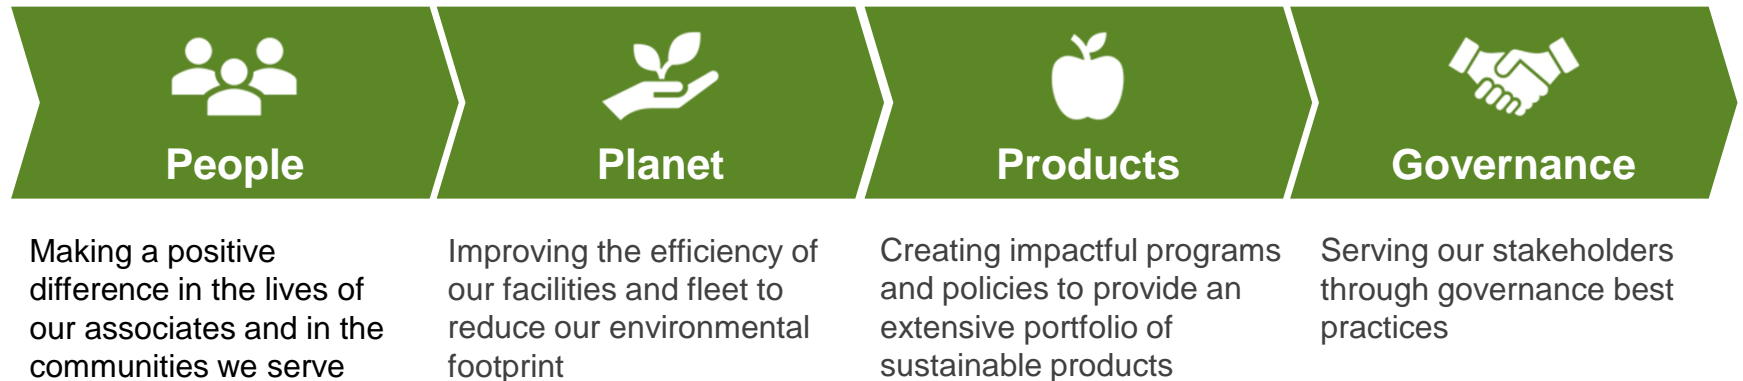 People
Making a positive
difference in the lives of
our associates and in the
communities we serve
Planet
Improving the efficiency of
our facilities and fleet to
reduce our environmental
footprint
Products
Creating impactful programs
and policies to provide an
extensive portfolio of
sustainable products
Governance
Serving our stakeholders
through governance best
practices